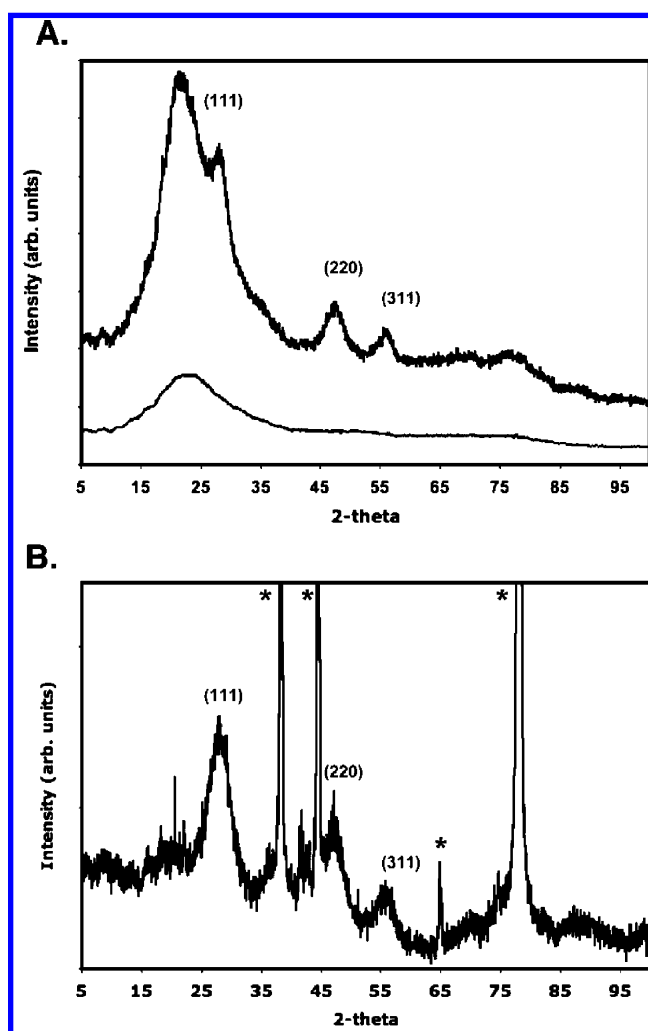 A.
(111)
(220)
(311)
Intensity (arb. units)
5 15 25 35 45 55 65 75 85 95
2-theta
B.
* * *
(111)
(220)
*
(311)
Intensity (arb. units)
5 15 25 35 45 55 65 75 85 95
2-theta